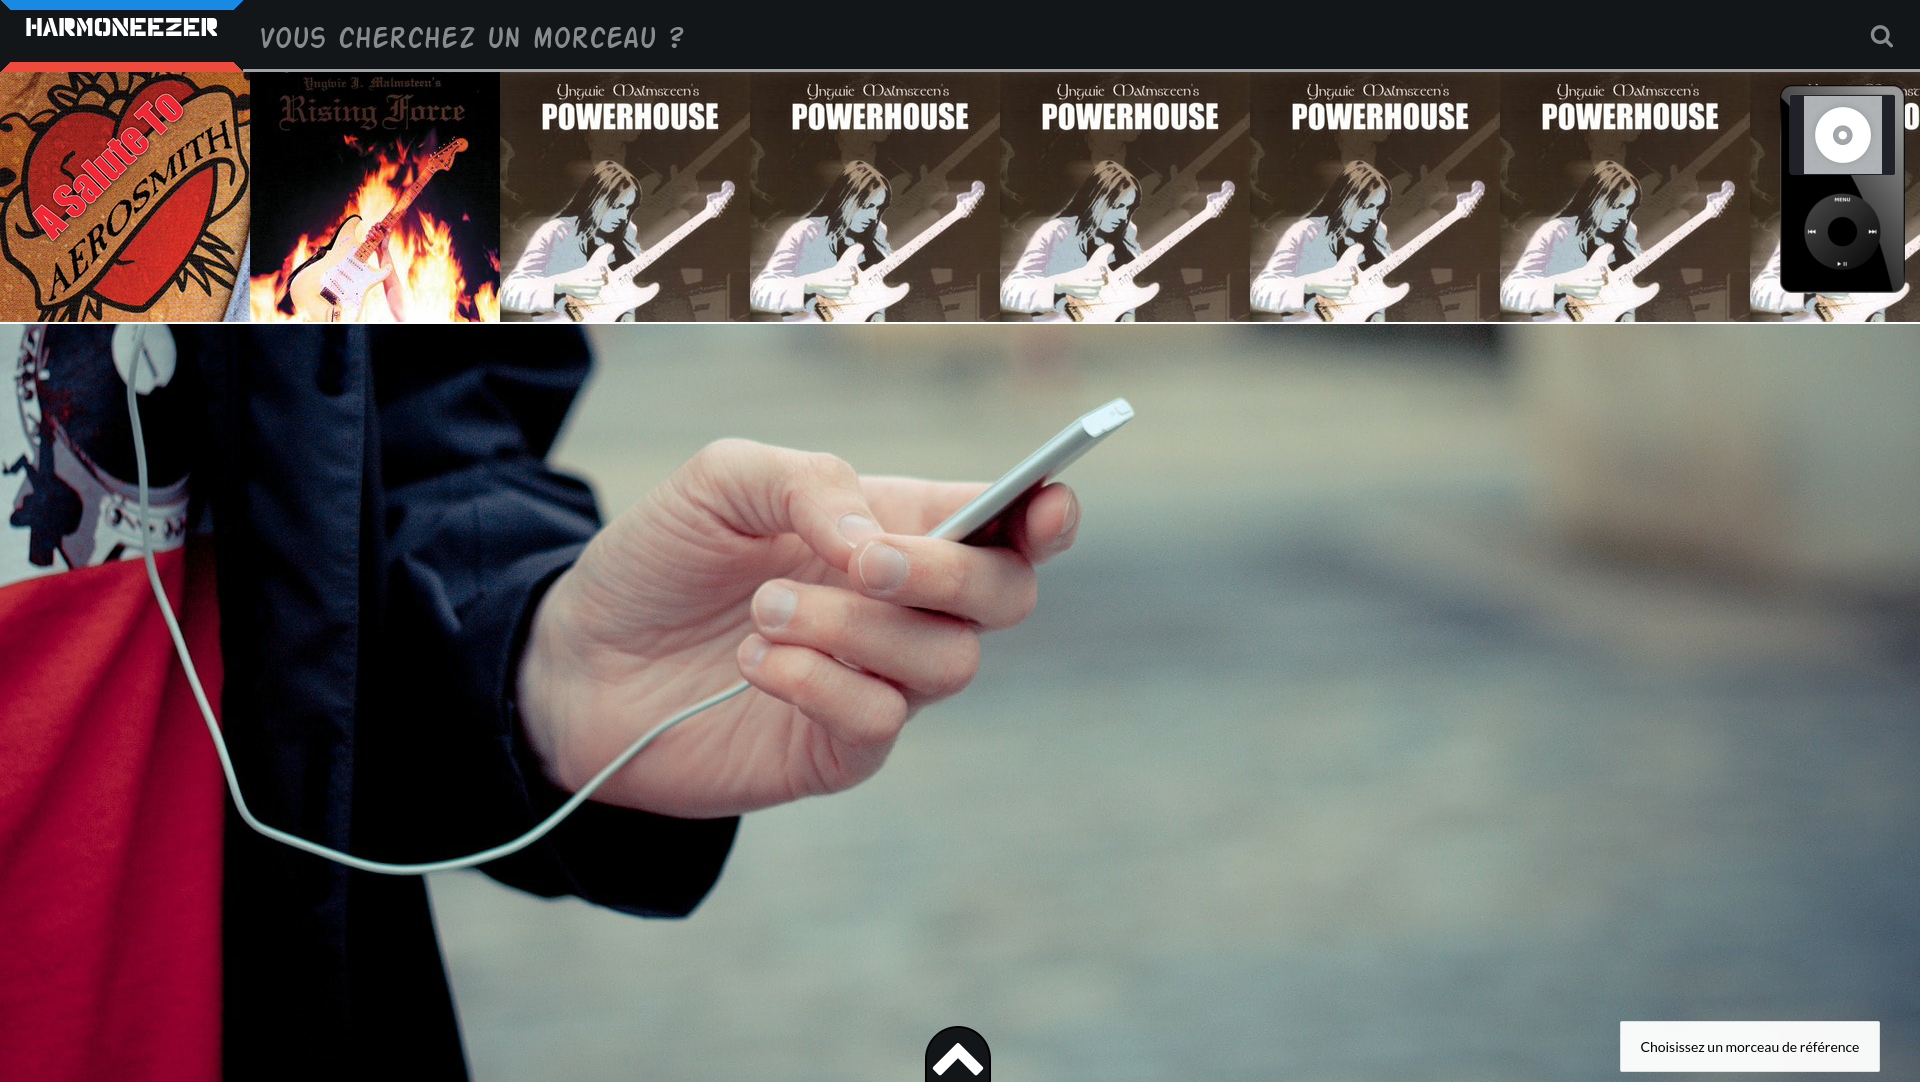 HARMONEEZER
VOUS CHERCHEZ UN MORCEAU ?
A Salute To
AEROSMITH
Yngwie J. Malmsteen's
Rising Force
Yngwie Malmsteen's
POWERHOUSE
Yngwie Malmsteen's
POWERHOUSE
Yngwie Malmsteen's
POWERHOUSE
Yngwie Malmsteen's
POWERHOUSE
Yngwie Malmsteen's
POWERHOUSE
MENU
Choisissez un morceau de référence